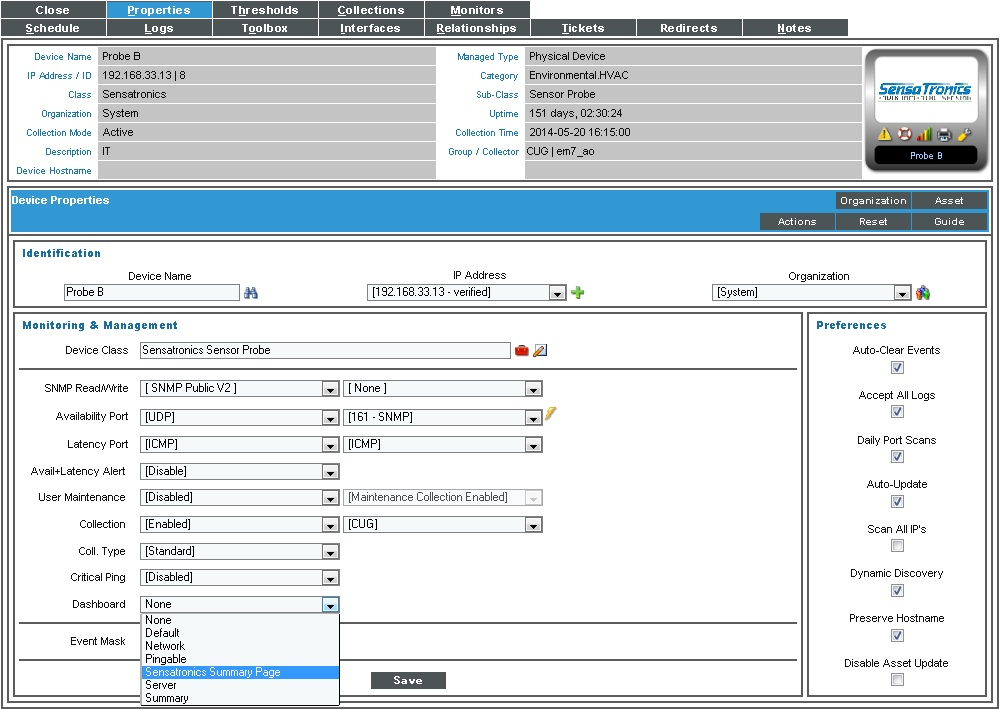 Close Properties Thresholds Collections Monitors
Schedule Logs Toolbox Interfaces Relationships Tickets Redirects Notes
Device Name Probe B Managed Type Physical Device
IP Address / ID 192.168.33.13 | 8 Category Environmental.HVAC
Class Sensatronics Sub-Class Sensor Probe
Organization System Uptime 151 days, 02:30:24
Collection Mode Active Collection Time 2014-05-20 16:15:00
Description IT Group / Collector CUG | em7_ao
Device Hostname
SensaTronics
Probe B
Device Properties
Organization Asset
Actions Reset Guide
Identification
Device Name IP Address Organization
Probe B [192.168.33.13 - verified] [System]
Monitoring & Management
Device Class Sensatronics Sensor Probe
SNMP Read/Write [ SNMP Public V2 ] [ None ]
Availability Port [UDP] [161 - SNMP]
Latency Port [ICMP] [ICMP]
Avail+Latency Alert [Disable]
User Maintenance [Disabled] [Maintenance Collection Enabled]
Collection [Enabled] [CUG]
Coll. Type [Standard]
Critical Ping [Disabled]
Dashboard None
None
Default
Network
Pingable
Sensatronics Summary Page
Server
Summary
Event Mask
Save
Preferences
Auto-Clear Events
Accept All Logs
Daily Port Scans
Auto-Update
Scan All IP's
Dynamic Discovery
Preserve Hostname
Disable Asset Update